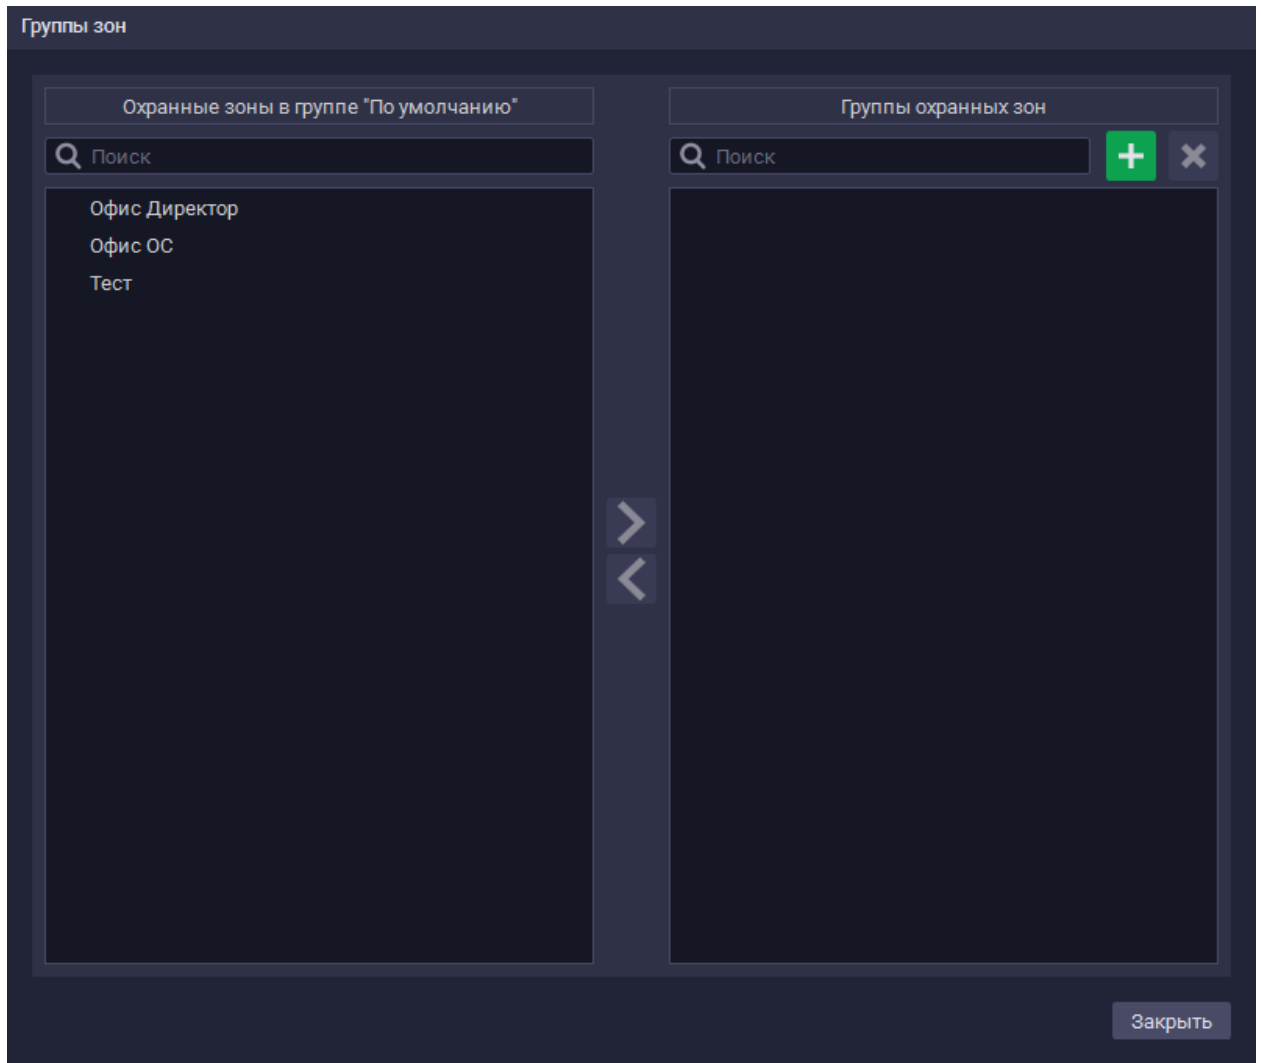 Группы зон
Охранные зоны в группе "По умолчанию"
Группы охранных зон
Поиск
Поиск
Офис Директор
Офис ОС
Тест
Закрыть